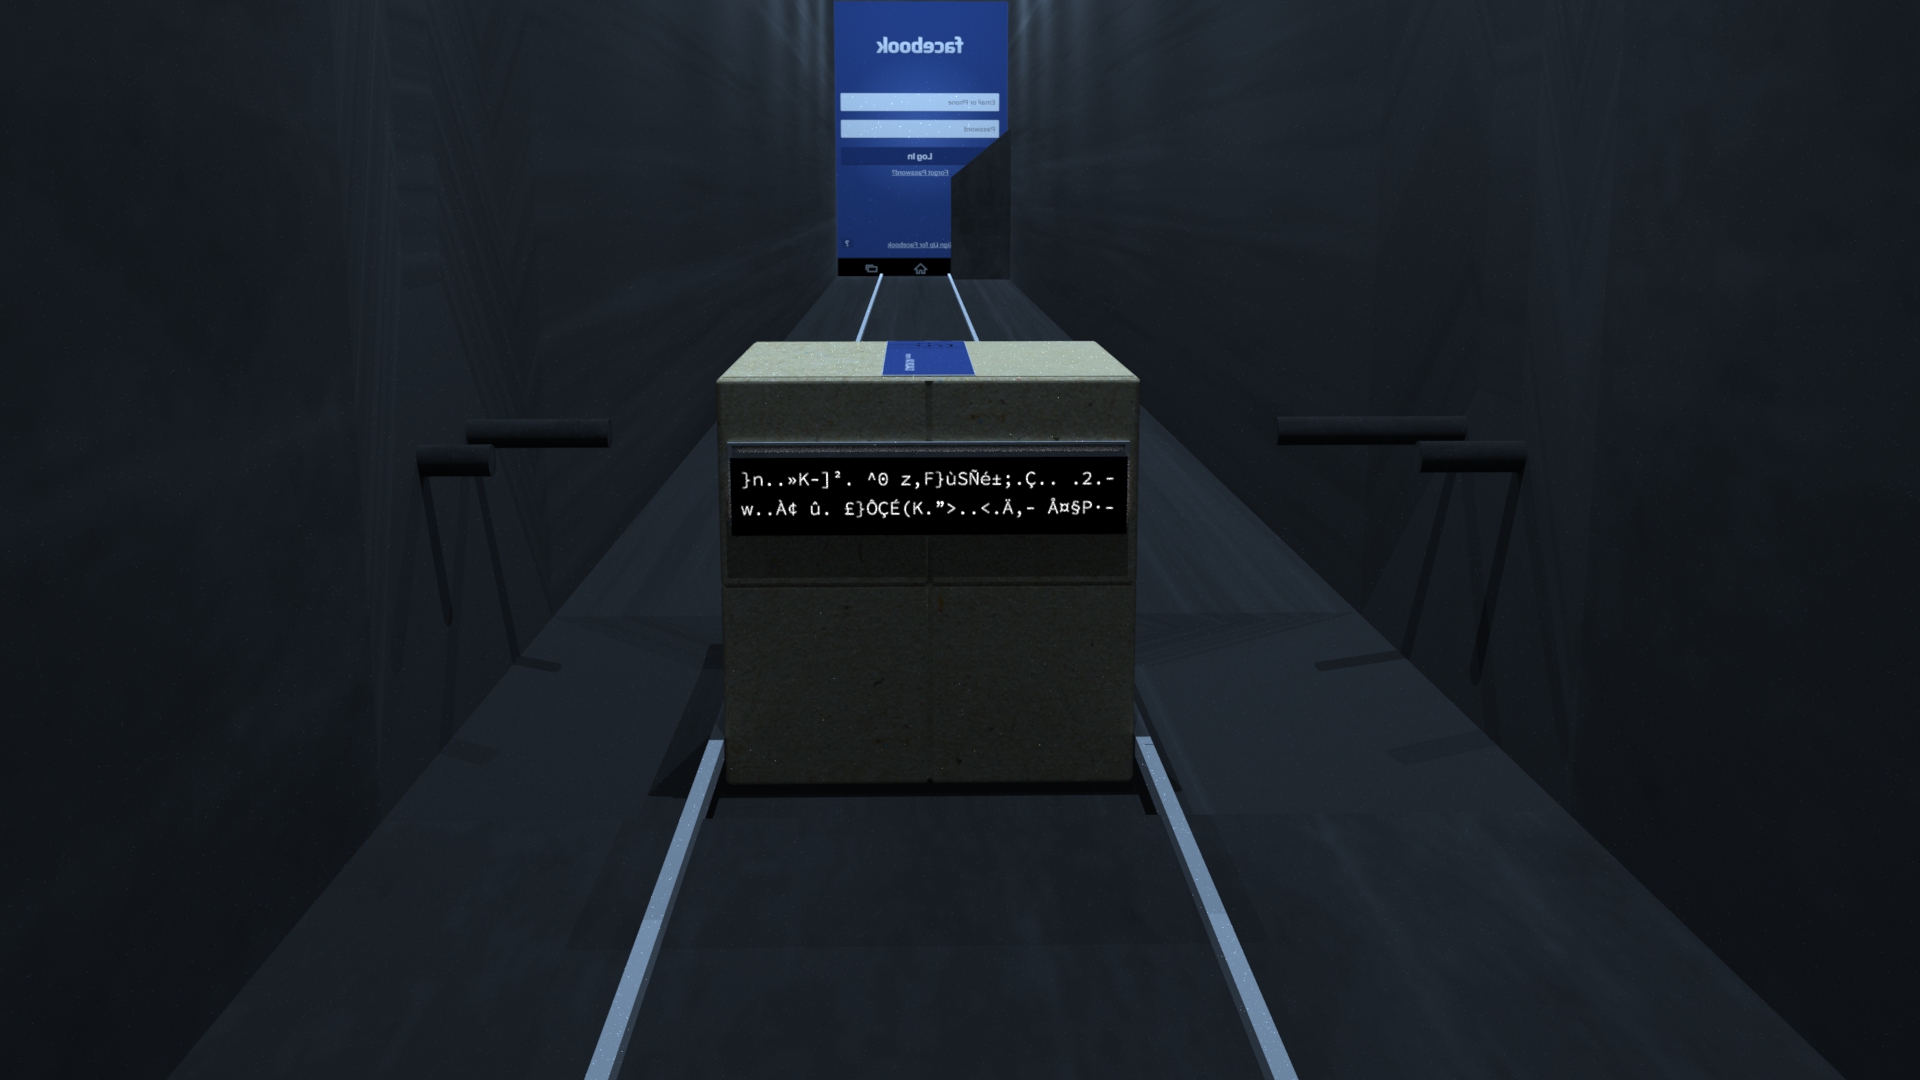 facebook
Email or Phone
Password
Log In
Forgot Password?
Sign Up for Facebook
?
}n..»K-]². ^0 z,F}ùSÑé±;.Ç.. .2.-
w..À¢ û. £}ÔÇÉ(K.”>..<.Ä,- Å¤§P·-